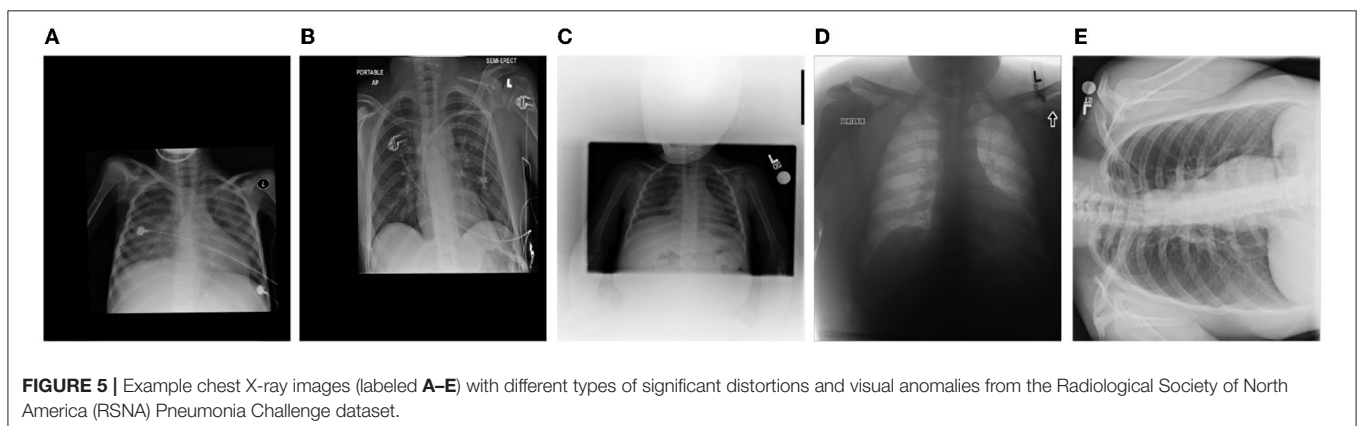 A B C D E
PORTABLE
AP
SEMI-ERECT
L
L
L
L
L
FIGURE 5 | Example chest X-ray images (labeled A–E) with different types of significant distortions and visual anomalies from the Radiological Society of North
America (RSNA) Pneumonia Challenge dataset.